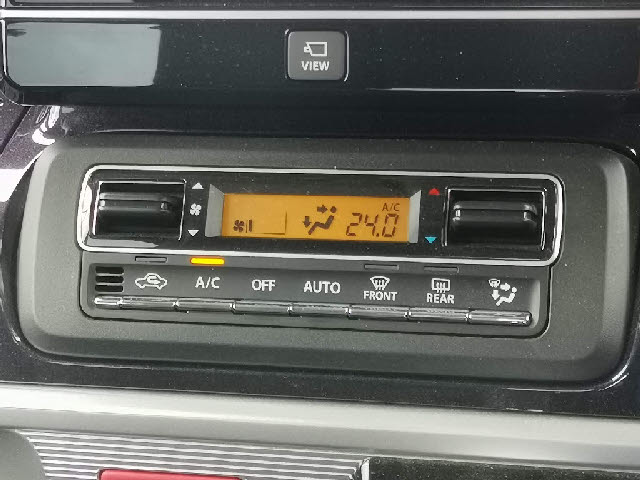 VIEW
A/C
24.0
A/C OFF AUTO FRONT REAR